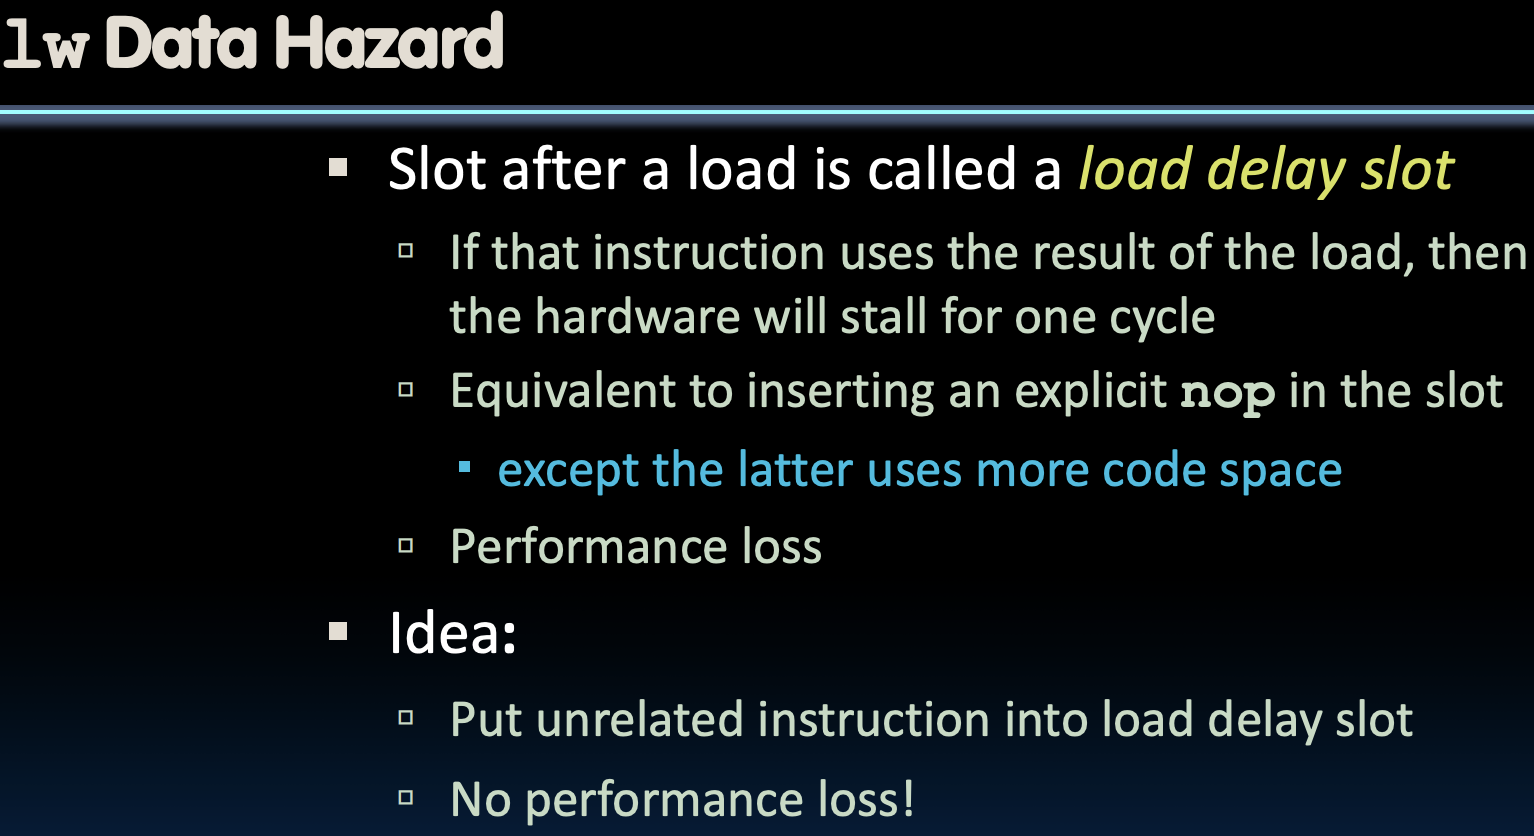 lw Data Hazard
Slot after a load is called a load delay slot
If that instruction uses the result of the load, then
the hardware will stall for one cycle
Equivalent to inserting an explicit nop in the slot
except the latter uses more code space
Performance loss
Idea:
Put unrelated instruction into load delay slot
No performance loss!